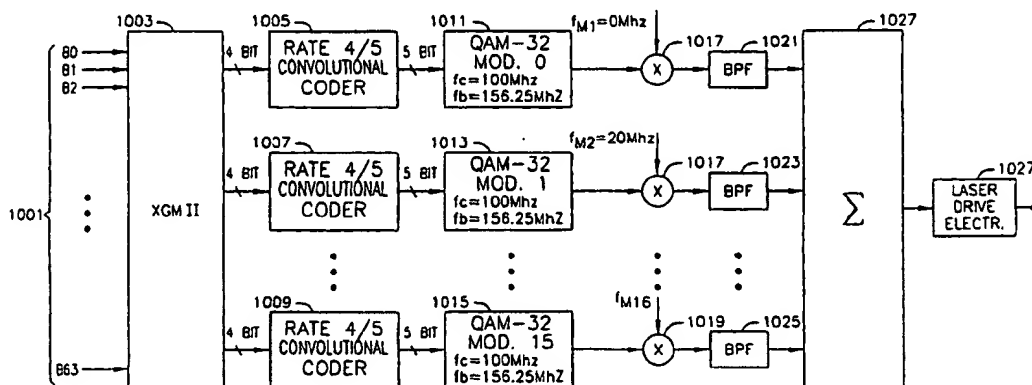 1003
1005
1011
1027
B0
B1
B2
B63
1001
XGM II
4 BIT
RATE 4/5
CONVOLUTIONAL
CODER
5 BIT
QAM-32
MOD. 0
fc=100Mhz
fb=156.25MhZ
fM1=0Mhz
1017
X
1021
BPF
1007
4 BIT
RATE 4/5
CONVOLUTIONAL
CODER
5 BIT
1013
QAM-32
MOD. 1
fc=100Mhz
fb=156.25MhZ
fM2=20Mhz
1017
X
1023
BPF
Σ
1027
LASER
DRIVE
ELECTR.
1009
4 BIT
RATE 4/5
CONVOLUTIONAL
CODER
5 BIT
1015
QAM-32
MOD. 15
fc=100Mhz
fb=156.25MhZ
fM16
1019
X
1025
BPF